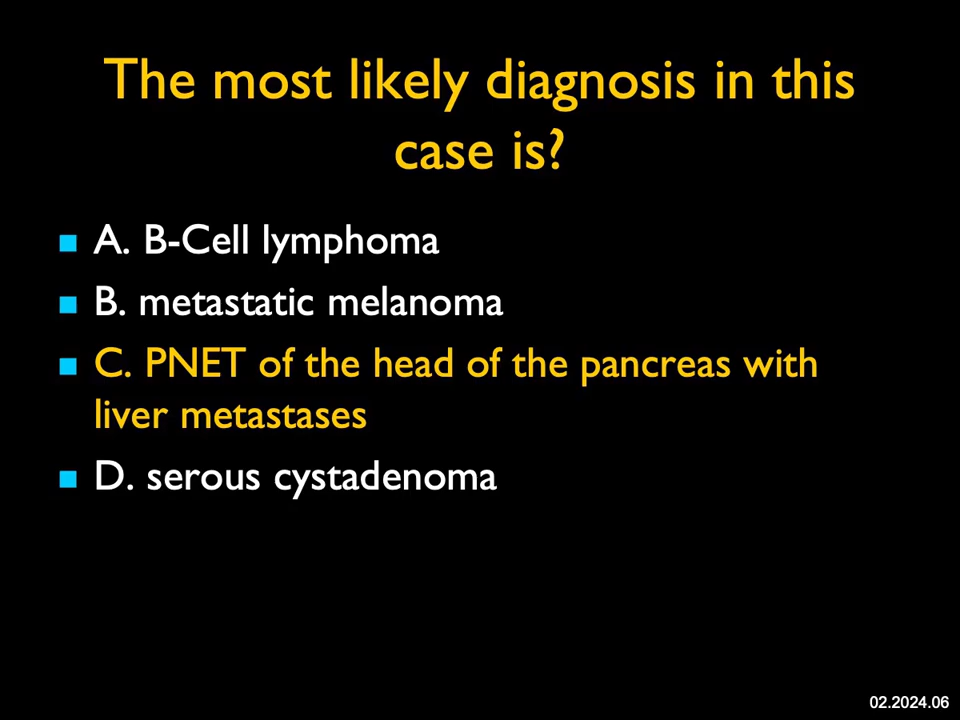 The most likely diagnosis in this
case is?
A. B-Cell lymphoma
B. metastatic melanoma
C. PNET of the head of the pancreas with
liver metastases
D. serous cystadenoma
02.2024.06